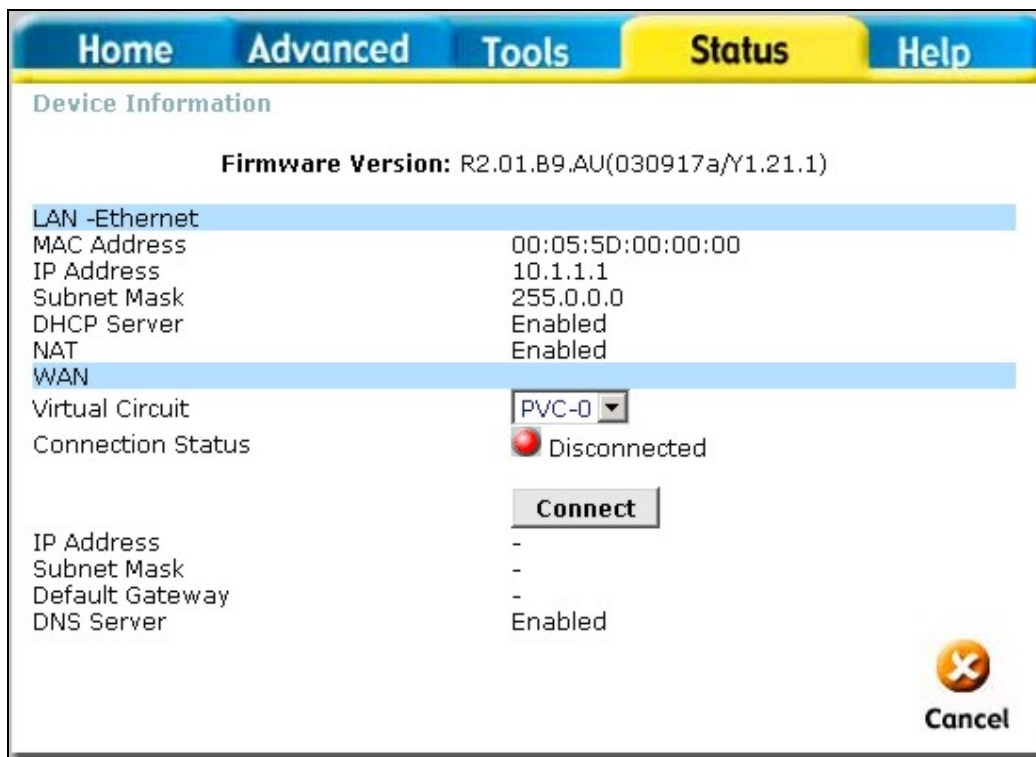 Home Advanced Tools Status Help
Device Information
Firmware Version: R2.01.B9.AU(030917a/Y1.21.1)
LAN -Ethernet
MAC Address 00:05:5D:00:00:00
IP Address 10.1.1.1
Subnet Mask 255.0.0.0
DHCP Server Enabled
NAT Enabled
WAN
Virtual Circuit PVC-0
Connection Status Disconnected
Connect
IP Address -
Subnet Mask -
Default Gateway -
DNS Server Enabled
Cancel